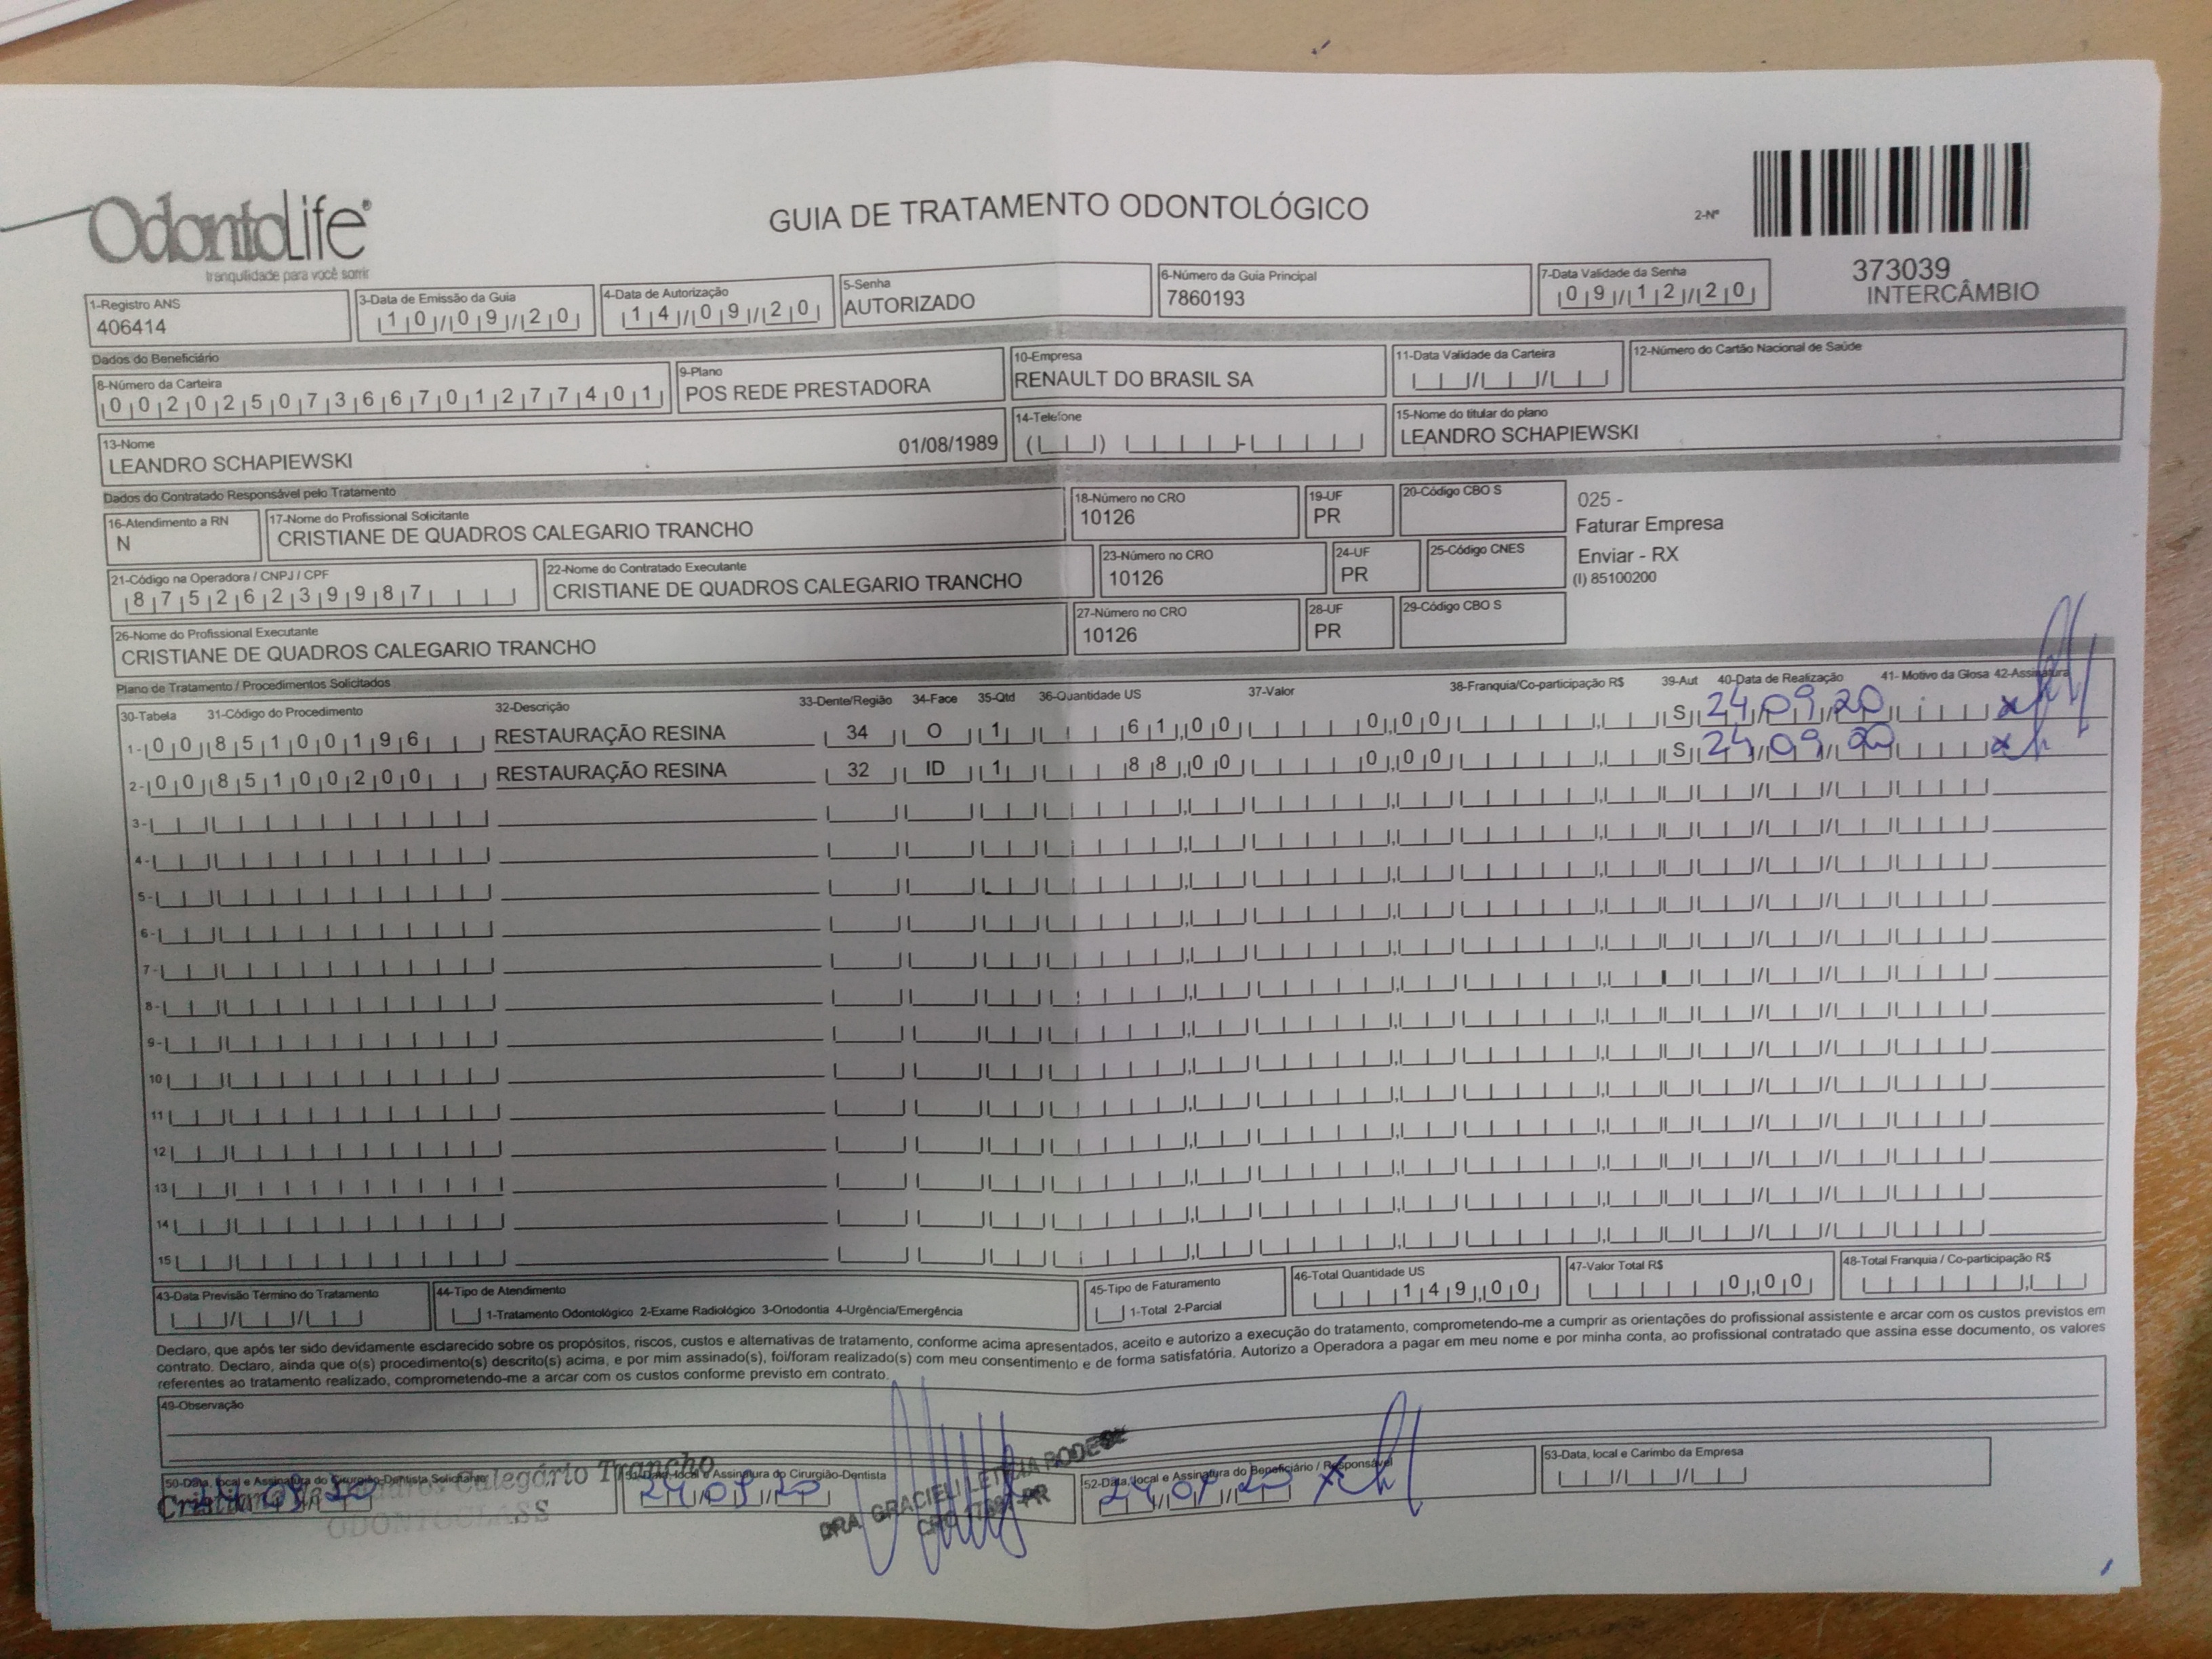 OdontoLife®
tranquilidade para você sorrir
GUIA DE TRATAMENTO ODONTOLÓGICO
2-Nº
373039
INTERCÂMBIO
1-Registro ANS
406414
3-Data de Emissão da Guia
10/09/20
4-Data de Autorização
14/09/20
5-Senha
AUTORIZADO
6-Número da Guia Principal
7860193
7-Data Validade da Senha
09/12/20
Dados do Beneficiário
8-Número da Carteira
00202507366701277401
9-Plano
POS REDE PRESTADORA
10-Empresa
RENAULT DO BRASIL SA
11-Data Validade da Carteira
12-Número do Cartão Nacional de Saúde
13-Nome
LEANDRO SCHAPIEWSKI 01/08/1989
14-Telefone
15-Nome do titular do plano
LEANDRO SCHAPIEWSKI
Dados do Contratado Responsável pelo Tratamento
16-Atendimento a RN
N
17-Nome do Profissional Solicitante
CRISTIANE DE QUADROS CALEGARIO TRANCHO
18-Número no CRO
10126
19-UF
PR
20-Código CBO S
025 -
Faturar Empresa
Enviar - RX
(I) 85100200
21-Código na Operadora / CNPJ / CPF
87526239987
22-Nome do Contratado Executante
CRISTIANE DE QUADROS CALEGARIO TRANCHO
23-Número no CRO
10126
24-UF
PR
25-Código CNES
26-Nome do Profissional Executante
CRISTIANE DE QUADROS CALEGARIO TRANCHO
27-Número no CRO
10126
28-UF
PR
29-Código CBO S
Plano de Tratamento / Procedimentos Solicitados
30-Tabela 31-Código do Procedimento 32-Descrição 33-Dente/Região 34-Face 35-Qtd 36-Quantidade US 37-Valor 38-Franquia/Co-participação R$ 39-Aut 40-Data de Realização 41- Motivo da Glosa 42-Assinatura
1- 00 85100196 RESTAURAÇÃO RESINA 34 O 1 61,00 0,00 S 24/09/20
2- 00 85100200 RESTAURAÇÃO RESINA 32 ID 1 88,00 0,00 S 24/09/20
3-
4-
5-
6-
7-
8-
9-
10
11
12
13
14
15
43-Data Previsão Término do Tratamento
44-Tipo de Atendimento
1-Tratamento Odontológico 2-Exame Radiológico 3-Ortodontia 4-Urgência/Emergência
45-Tipo de Faturamento
1-Total 2-Parcial
46-Total Quantidade US
149,00
47-Valor Total R$
0,00
48-Total Franquia / Co-participação R$
Declaro, que após ter sido devidamente esclarecido sobre os propósitos, riscos, custos e alternativas de tratamento, conforme acima apresentados, aceito e autorizo a execução do tratamento, comprometendo-me a cumprir as orientações do profissional assistente e arcar com os custos previstos em
contrato. Declaro, ainda que o(s) procedimento(s) descrito(s) acima, e por mim assinado(s), foi/foram realizado(s) com meu consentimento e de forma satisfatória. Autorizo a Operadora a pagar em meu nome e por minha conta, ao profissional contratado que assina esse documento, os valores
referentes ao tratamento realizado, comprometendo-me a arcar com os custos conforme previsto em contrato.
49-Observação
50-Data, local e Assinatura do Cirurgião-Dentista Solicitante
24/09/20
Calegário Trancho
ODONTOCLASS
51-Data, local e Assinatura do Cirurgião-Dentista
24/09/20
DRA. GRACIELI LETICIA
52-Data, local e Assinatura do Beneficiário / Responsável
24/09/20
53-Data, local e Carimbo da Empresa